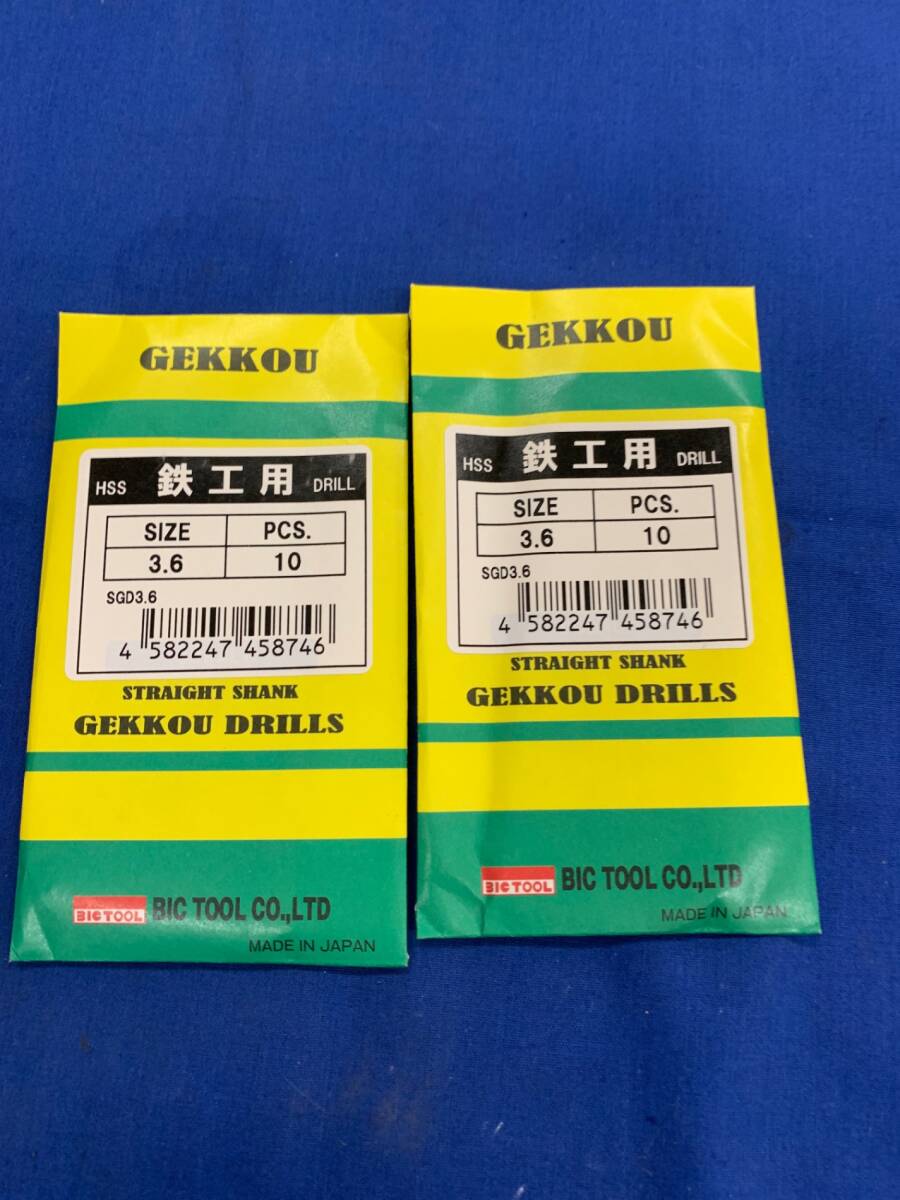 GEKKOU
HSS 鉄工用 DRILL
SIZE PCS.
3.6 10
SGD3.6
4 582247 458746
STRAIGHT SHANK
GEKKOU DRILLS
BIC TOOL BIC TOOL CO.,LTD
MADE IN JAPAN
GEKKOU
HSS 鉄工用 DRILL
SIZE PCS.
3.6 10
SGD3.6
4 582247 458746
STRAIGHT SHANK
GEKKOU DRILLS
BIC TOOL BIC TOOL CO.,LTD
MADE IN JAPAN